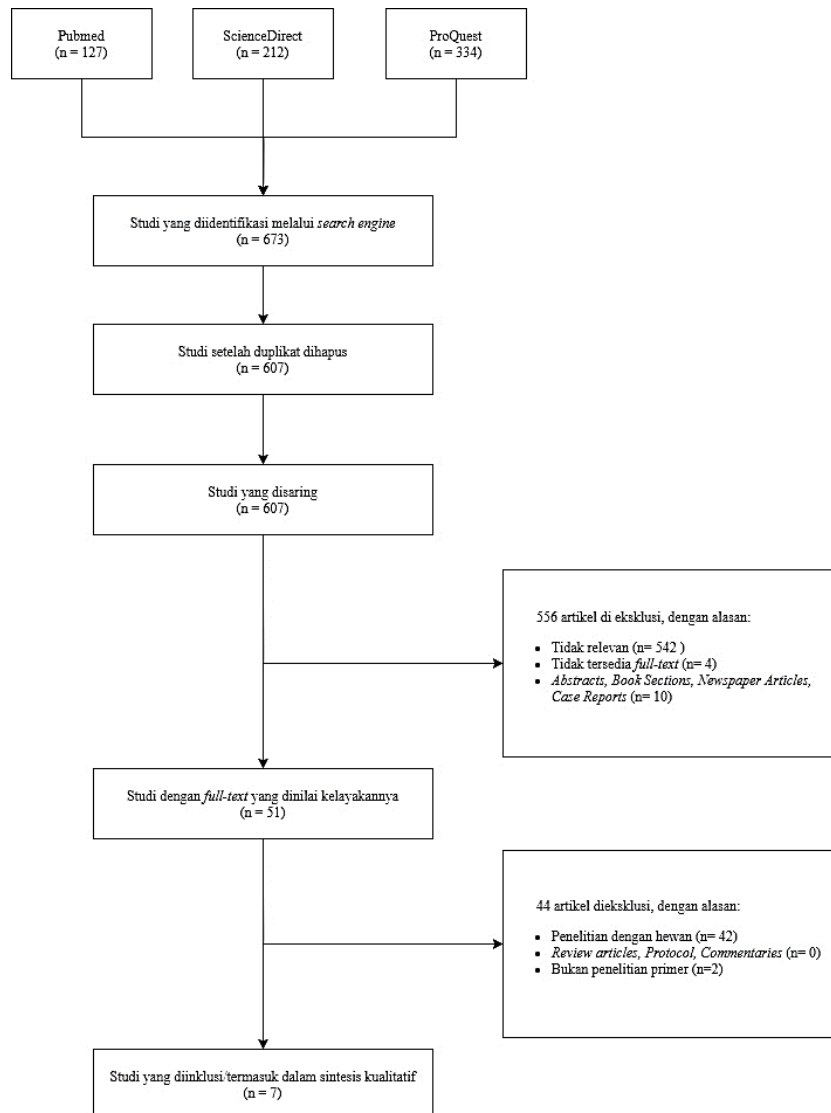 Pubmed
(n = 127)
ScienceDirect
(n = 212)
ProQuest
(n = 334)
Studi yang diidentifikasi melalui search engine
(n = 673)
Studi setelah duplikat dihapus
(n = 607)
Studi yang disaring
(n = 607)
556 artikel di eksklusi, dengan alasan:
• Tidak relevan (n= 542 )
• Tidak tersedia full-text (n= 4)
• Abstracts, Book Sections, Newspaper Articles,
Case Reports (n= 10)
Studi dengan full-text yang dinilai kelayakannya
(n = 51)
44 artikel dieksklusi, dengan alasan:
• Penelitian dengan hewan (n= 42)
• Review articles, Protocol, Commentaries (n= 0)
• Bukan penelitian primer (n=2)
Studi yang diinklusi/termasuk dalam sintesis kualitatif
(n = 7)